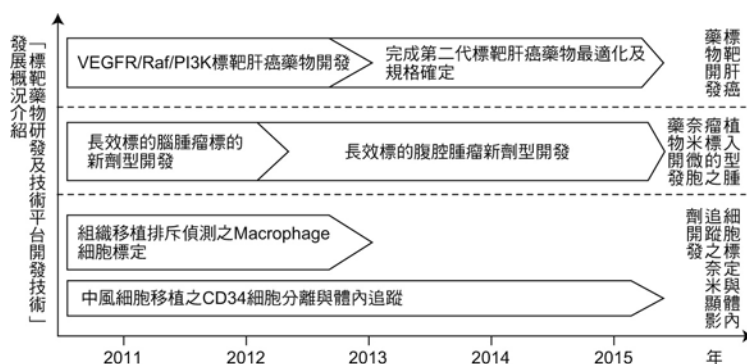 「標靶藥物研發及技術平台開發技術」
發展概況介紹
VEGFR/Raf/PI3K標靶肝癌藥物開發
完成第二代標靶肝癌藥物最適化及
規格確定
標靶肝癌
藥物開發
長效標的腦腫瘤標的
新劑型開發
長效標的腹腔腫瘤新劑型開發
植入型腫
瘤標的之
奈米微胞
藥物開發
組織移植排斥偵測之Macrophage
細胞標定
中風細胞移植之CD34細胞分離與體內追蹤
細胞標定與體內
追蹤之奈米顯影
劑開發
2011 2012 2013 2014 2015 年